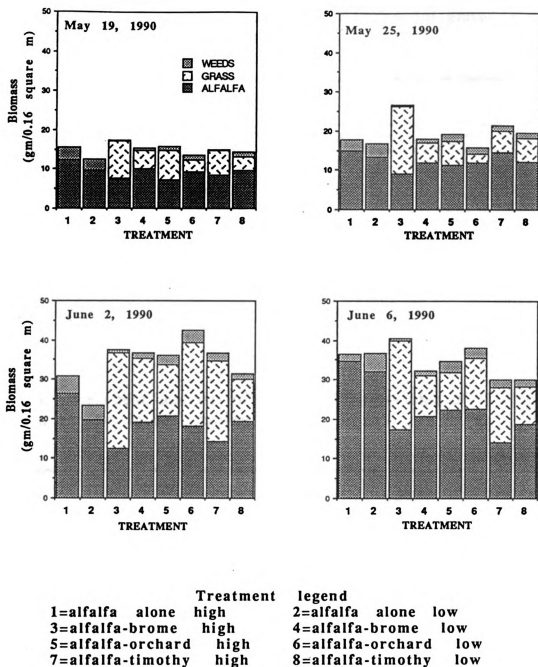 May 19, 1990
50
40
30
20
10
0
Biomass
(gm/0.16 square m)
WEEDS
GRASS
ALFALFA
1 2 3 4 5 6 7 8
TREATMENT
May 25, 1990
50
40
30
20
10
0
1 2 3 4 5 6 7 8
TREATMENT
June 2, 1990
50
40
30
20
10
0
Biomass
(gm/0.16 square m)
1 2 3 4 5 6 7 8
TREATMENT
June 6, 1990
50
40
30
20
10
0
1 2 3 4 5 6 7 8
TREATMENT
Treatment legend
1=alfalfa alone high 2=alfalfa alone low
3=alfalfa-brome high 4=alfalfa-brome low
5=alfalfa-orchard high 6=alfalfa-orchard low
7=alfalfa-timothy high 8=alfalfa-timothy low